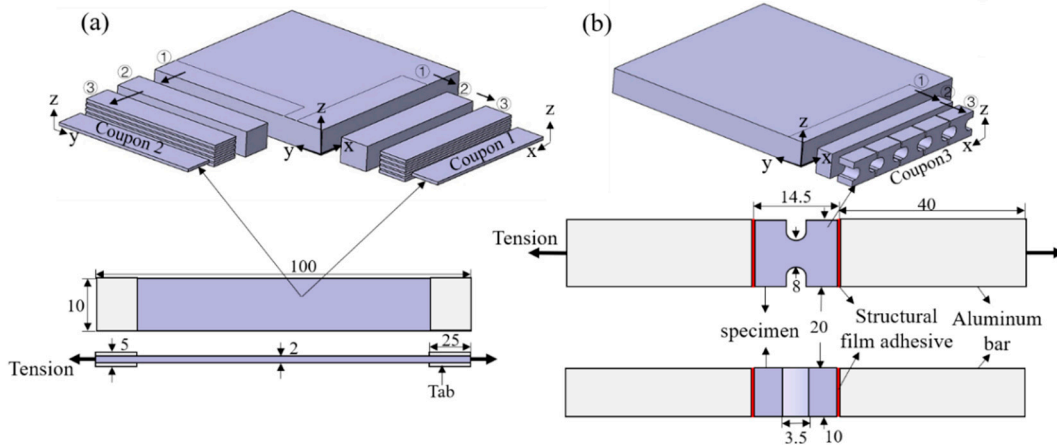 (a)
①
②
③
z
y
Coupon 2
z
y
x
①
②
③
z
x
Coupon 1
100
10
5
2
25
Tension
Tab
(b)
①
②
③
z
y
x
z
x
Coupon3
14.5
40
Tension
8
20
specimen
Structural
film adhesive
Aluminum
bar
3.5
10